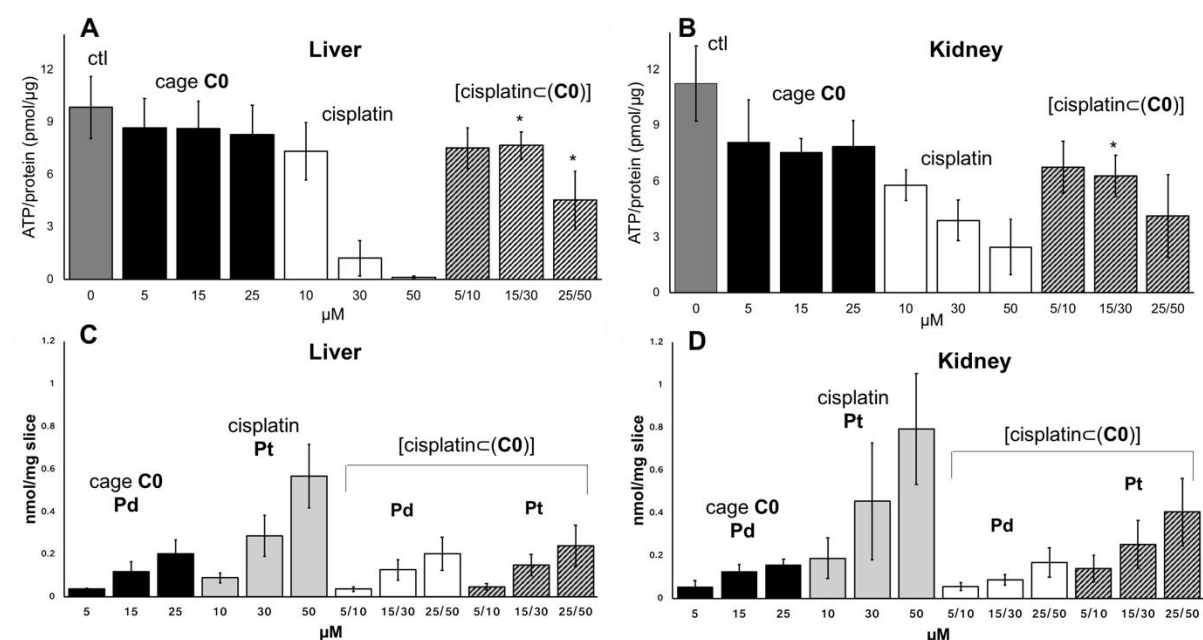 A
Liver
ctl
cage C0
cisplatin
[cisplatin⊂(C0)]
*
*
ATP/protein (pmol/µg)
12
9
6
3
0
0 5 15 25 10 30 50 5/10 15/30 25/50
µM
B
Kidney
ctl
cage C0
cisplatin
[cisplatin⊂(C0)]
*
ATP/protein (pmol/µg)
12
9
6
3
0
0 5 15 25 10 30 50 5/10 15/30 25/50
µM
C
Liver
cage C0
Pd
cisplatin
Pt
[cisplatin⊂(C0)]
Pd
Pt
nmol/mg slice
1.2
1
0.8
0.6
0.4
0.2
0
5 15 25 10 30 50 5/10 15/30 25/50 5/10 15/30 25/50
µM
D
Kidney
cage C0
Pd
cisplatin
Pt
[cisplatin⊂(C0)]
Pd
Pt
nmol/mg slice
1.2
1
0.8
0.6
0.4
0.2
0
5 15 25 10 30 50 5/10 15/30 25/50 5/10 15/30 25/50
µM